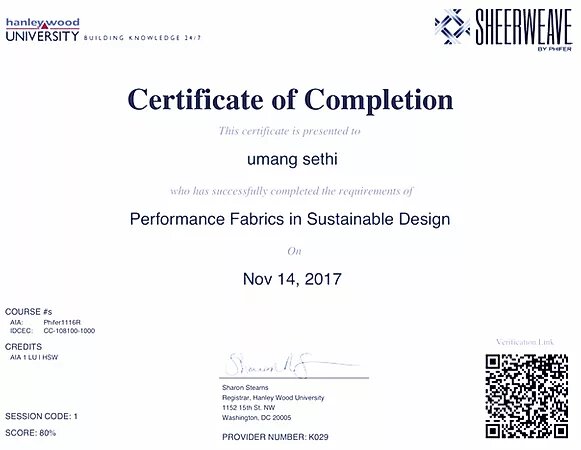 hanley wood
UNIVERSITY BUILDING KNOWLEDGE 24/7
SHEERWEAVE
BY PHIFER
Certificate of Completion
This certificate is presented to
umang sethi
who has successfully completed the requirements of
Performance Fabrics in Sustainable Design
On
Nov 14, 2017
COURSE #s
AIA: Phifer1116R
IDCEC: CC-108100-1000
CREDITS
AIA 1 LU I HSW
SESSION CODE: 1
SCORE: 80%
Sharon Stearns
Registrar, Hanley Wood University
1152 15th St. NW
Washington, DC 20005
PROVIDER NUMBER: K029
Verification Link